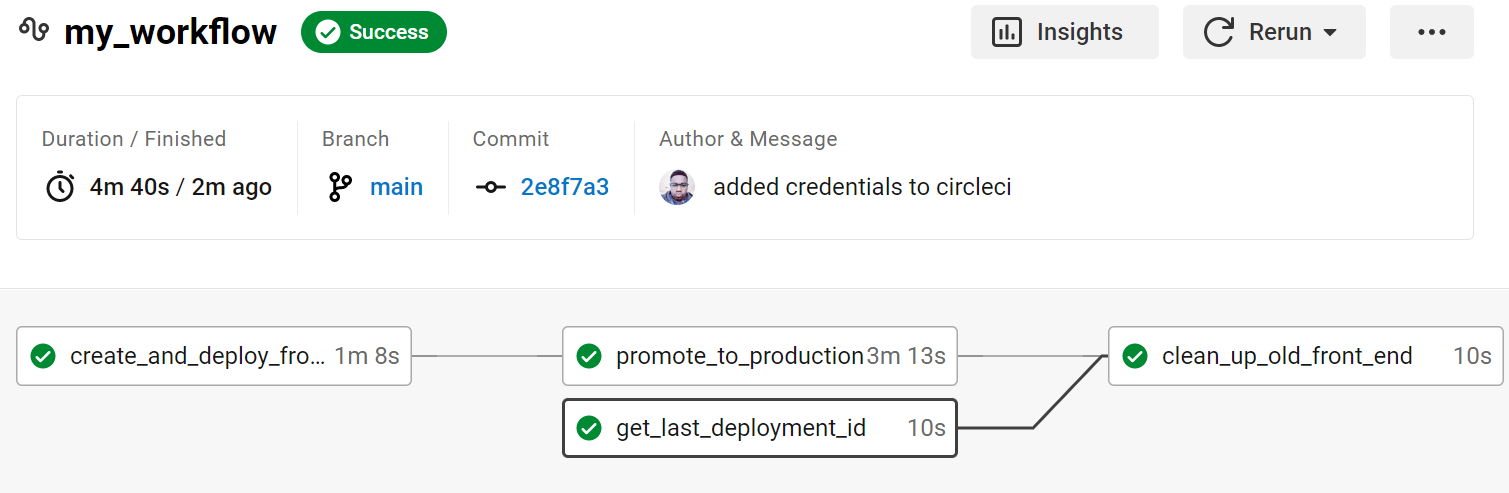 my_workflow Success Insights Rerun
Duration / Finished Branch Commit Author & Message
4m 40s / 2m ago main 2e8f7a3 added credentials to circleci
create_and_deploy_fro... 1m 8s promote_to_production 3m 13s clean_up_old_front_end 10s
get_last_deployment_id 10s